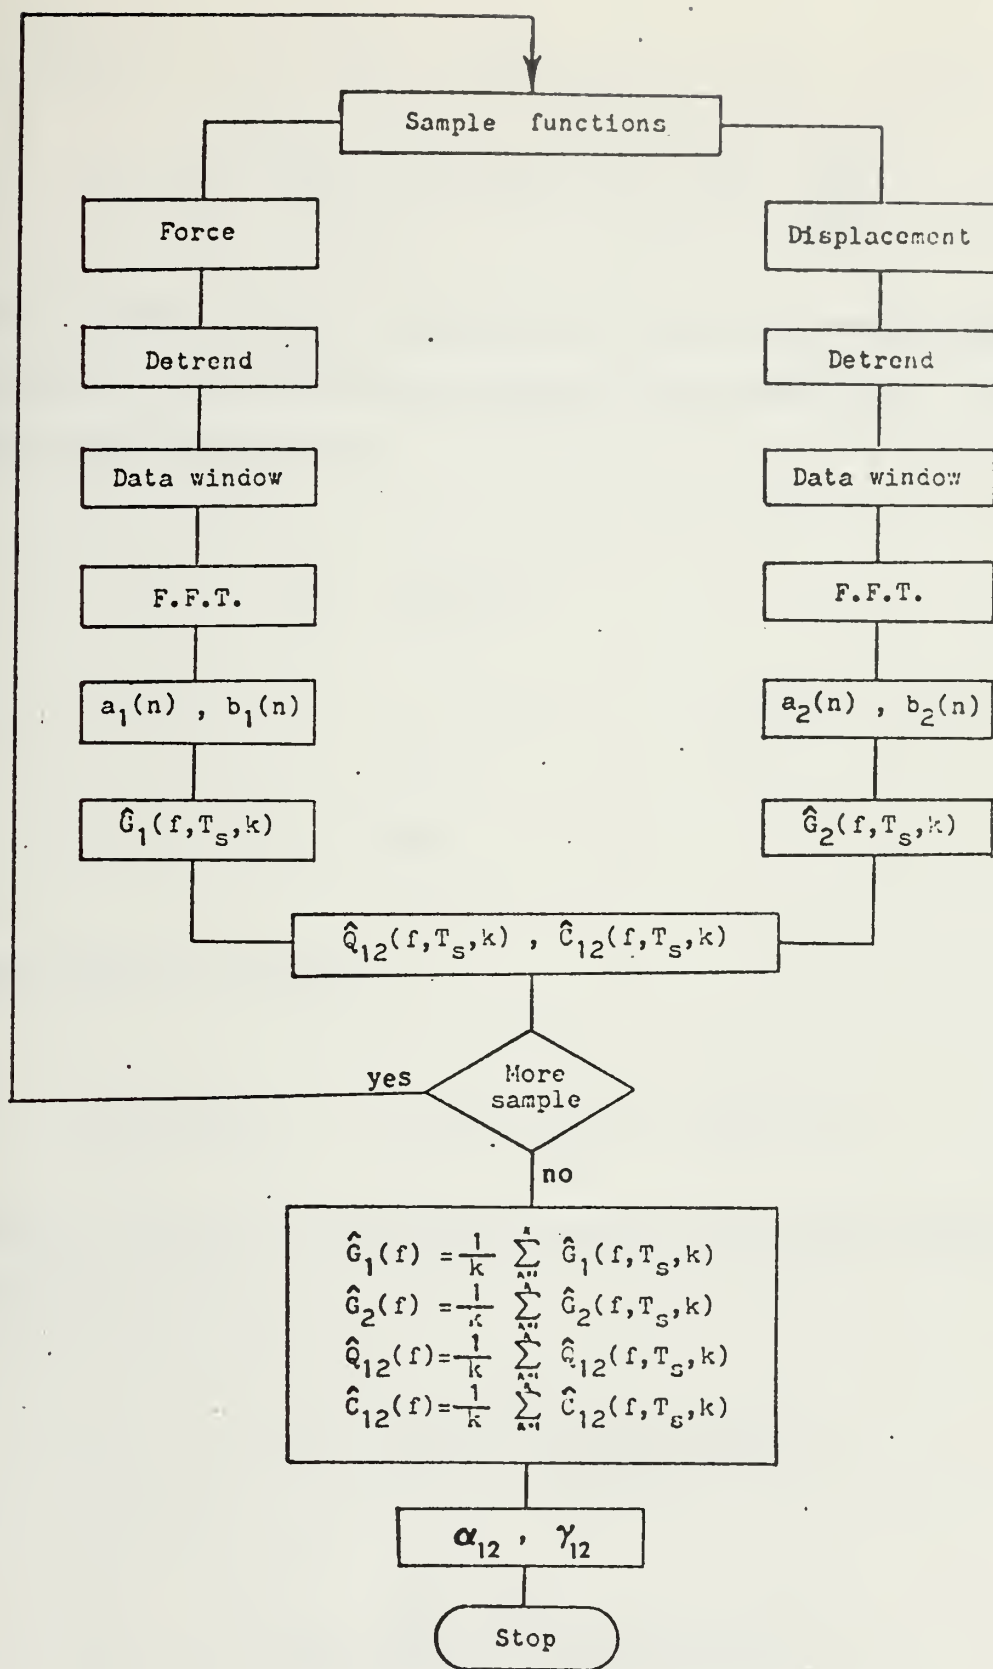 Sample functions
Force
Displacement
Detrend
Detrend
Data window
Data window
F.F.T.
F.F.T.
a₁(n) , b₁(n)
a₂(n) , b₂(n)
Ĝ₁(f,Tₛ,k)
Ĝ₂(f,Tₛ,k)
Q̂₁₂(f,Tₛ,k) , Ĉ₁₂(f,Tₛ,k)
More
sample
yes
no
Ĝ₁(f) = 1/k ∑ Ĝ₁(f,Tₛ,k)
Ĝ₂(f) = 1/k ∑ Ĝ₂(f,Tₛ,k)
Q̂₁₂(f)= 1/k ∑ Q̂₁₂(f,Tₛ,k)
Ĉ₁₂(f)= 1/k ∑ Ĉ₁₂(f,Tₛ,k)
α₁₂ , γ₁₂
Stop